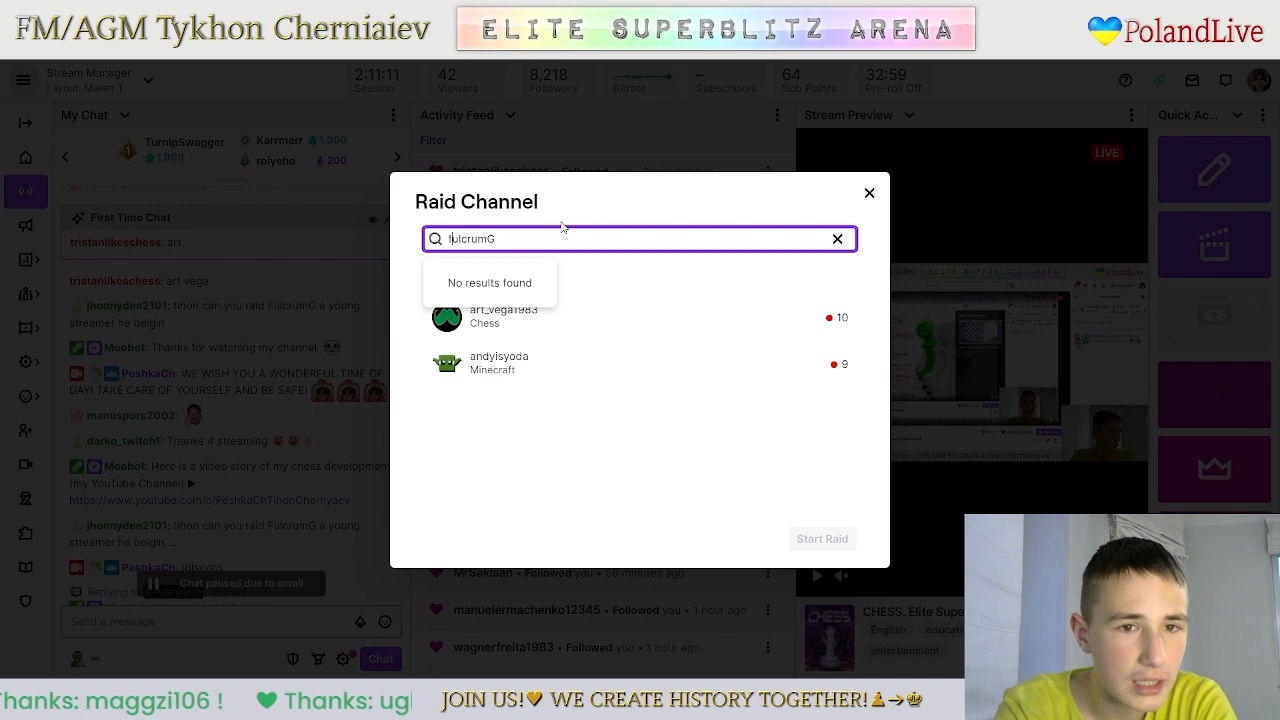 FM/AGM Tykhon Cherniaiev
ELITE SUPERBLITZ ARENA
PolandLive
Stream Manager
Layout: Макет 1
2:11:11
Session
42
Viewers
8,218
Followers
Bitrate
–
Subscribers
64
Sub Points
32:59
Pre-roll Off
My Chat
Activity Feed
Stream Preview
Quick Ac...
TurnipSwagger
1,000
Karrmarr 1,000
roiyeho 200
Filter
LIVE
First Time Chat
tristanlikeschess: art
tristanlikeschess: art vega
jhonnydee2101: can you raid FulcrumG a young
streamer he beigin
Moobot: Thanks for watching my channel
PeshkaCh: WE WISH YOU A WONDERFUL TIME OF
DAY! TAKE CARE OF YOURSELF AND BE SAFE!
manuspurs2002:
darko_twitch1: Thanks 4 streaming
Moobot: Here is a video story of my chess development
(my YouTube Channel)
https://www.youtube.com/c/PeshkaChTihonChernyaev
jhonnydee2101: tihon can you raid FulcrumG a young
streamer he beigin ...
PeshkaCh: !discord
Chat paused due to scroll
Replying to
Send a message
Chat
Raid Channel
fulcrumG
No results found
art_vega1983
Chess
10
andyisyoda
Minecraft
9
Start Raid
MrSakisan • Followed you • 58 minutes ago
manuelermachenko12345 • Followed you • 1 hour ago
wagnerfreita1983 • Followed you • 1 hour ago
CHESS
CHESS. Elite Supe
English
educatio
entertainment
Thanks: maggzi106 !
Thanks: ugl
JOIN US! WE CREATE HISTORY TOGETHER!